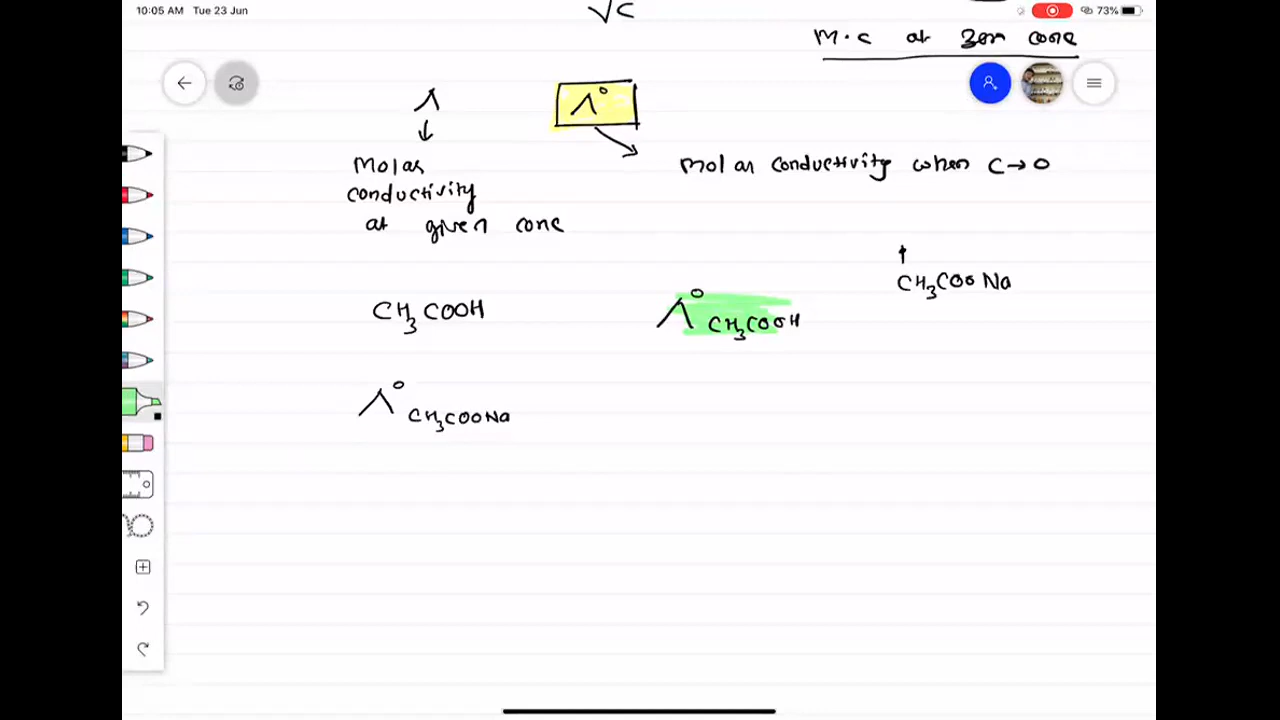 10:05 AM Tue 23 Jun
73%
√C
M.C at zero conc
Λ
Λ°
Molar
conductivity
at given conc
Molar conductivity when C→0
CH3COONa
CH3COOH
Λ° CH3COOH
Λ° CH3COONa